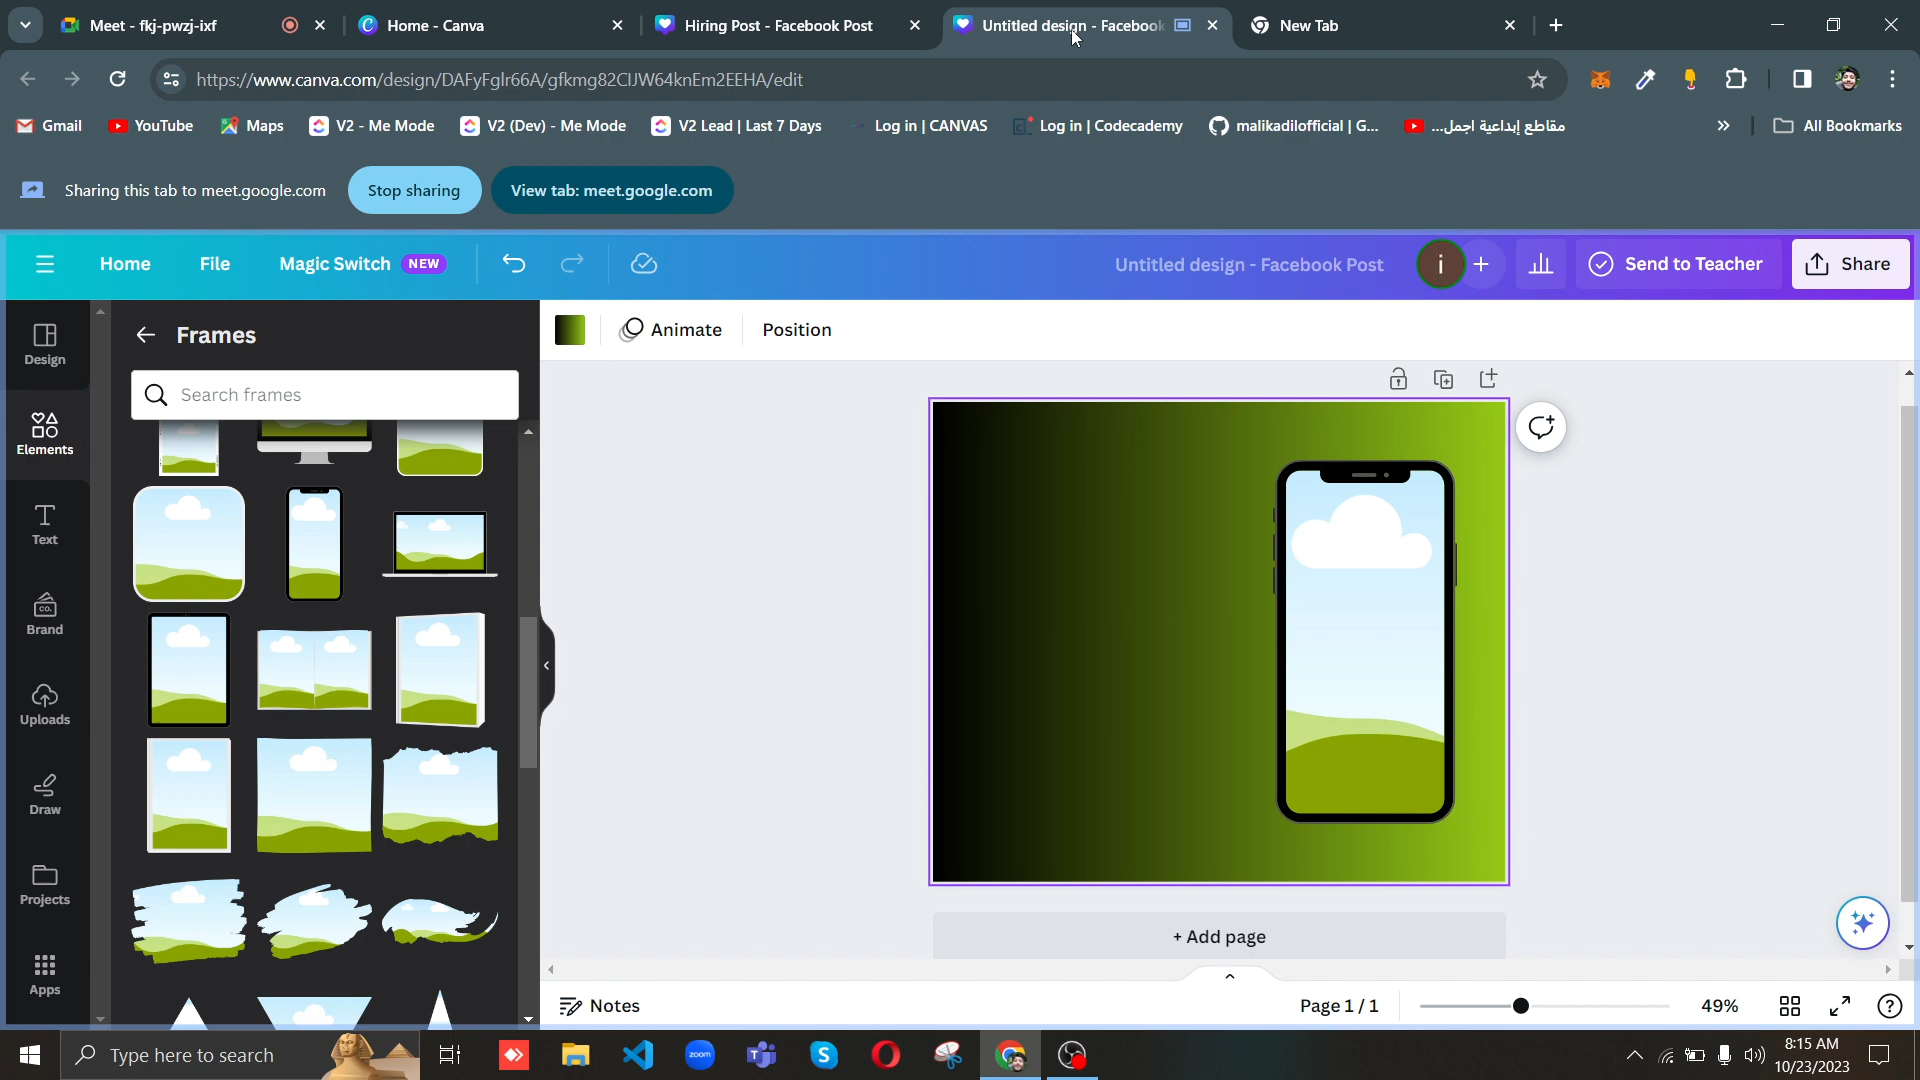 Meet - fkj-pwzj-ixf
Home - Canva
Hiring Post - Facebook Post
Untitled design - Facebook
New Tab
https://www.canva.com/design/DAFyFglr66A/gfkmg82ClJW64knEm2EEHA/edit
Gmail
YouTube
Maps
V2 - Me Mode
V2 (Dev) - Me Mode
V2 Lead | Last 7 Days
Log in | CANVAS
Log in | Codecademy
malikadilofficial | G...
مقاطع إبداعية اجمل...
All Bookmarks
Sharing this tab to meet.google.com
Stop sharing
View tab: meet.google.com
Home
File
Magic Switch NEW
Untitled design - Facebook Post
i
Send to Teacher
Share
Design
Elements
Text
CO.
Brand
Uploads
Draw
Projects
Apps
Frames
Search frames
Animate
Position
+ Add page
Notes
Page 1 / 1
49%
Type here to search
zoom
8:15 AM
10/23/2023